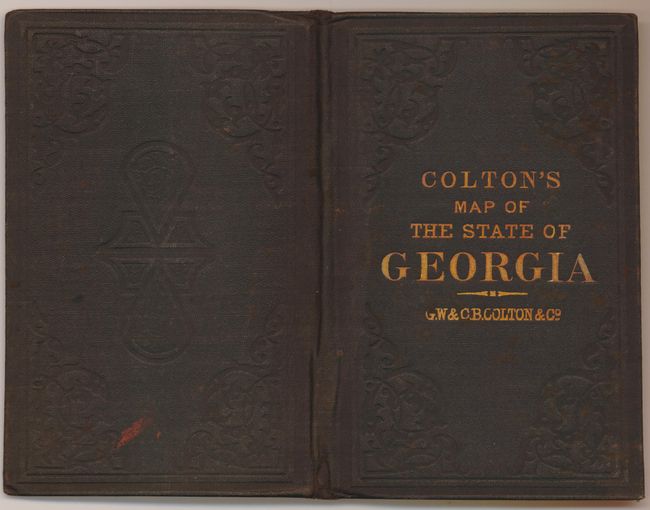 COLTON'S
MAP OF
THE STATE OF
GEORGIA
G.W & C.B. COLTON & Co